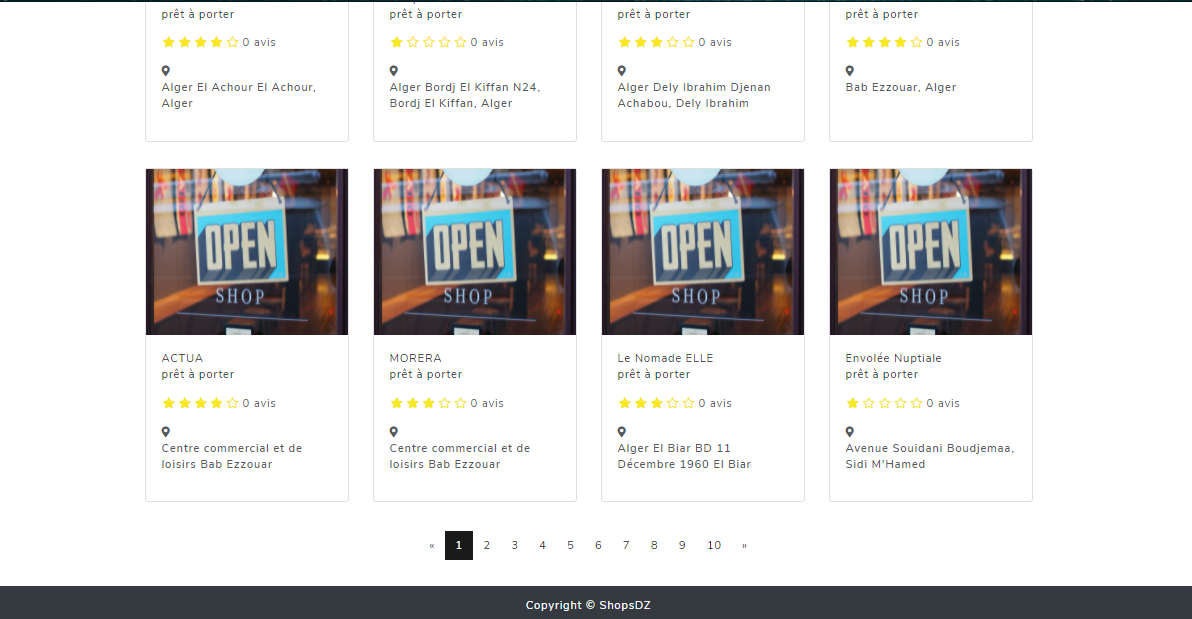 prêt à porter
0 avis
Alger El Achour El Achour,
Alger
prêt à porter
0 avis
Alger Bordj El Kiffan N24,
Bordj El Kiffan, Alger
prêt à porter
0 avis
Alger Dely Ibrahim Djenan
Achabou, Dely Ibrahim
prêt à porter
0 avis
Bab Ezzouar, Alger
OPEN
SHOP
ACTUA
prêt à porter
0 avis
Centre commercial et de
loisirs Bab Ezzouar
OPEN
SHOP
MORERA
prêt à porter
0 avis
Centre commercial et de
loisirs Bab Ezzouar
OPEN
SHOP
Le Nomade ELLE
prêt à porter
0 avis
Alger El Biar BD 11
Décembre 1960 El Biar
OPEN
SHOP
Envolée Nuptiale
prêt à porter
0 avis
Avenue Souidani Boudjemaa,
Sidi M'Hamed
« 1 2 3 4 5 6 7 8 9 10 »
Copyright © ShopsDZ